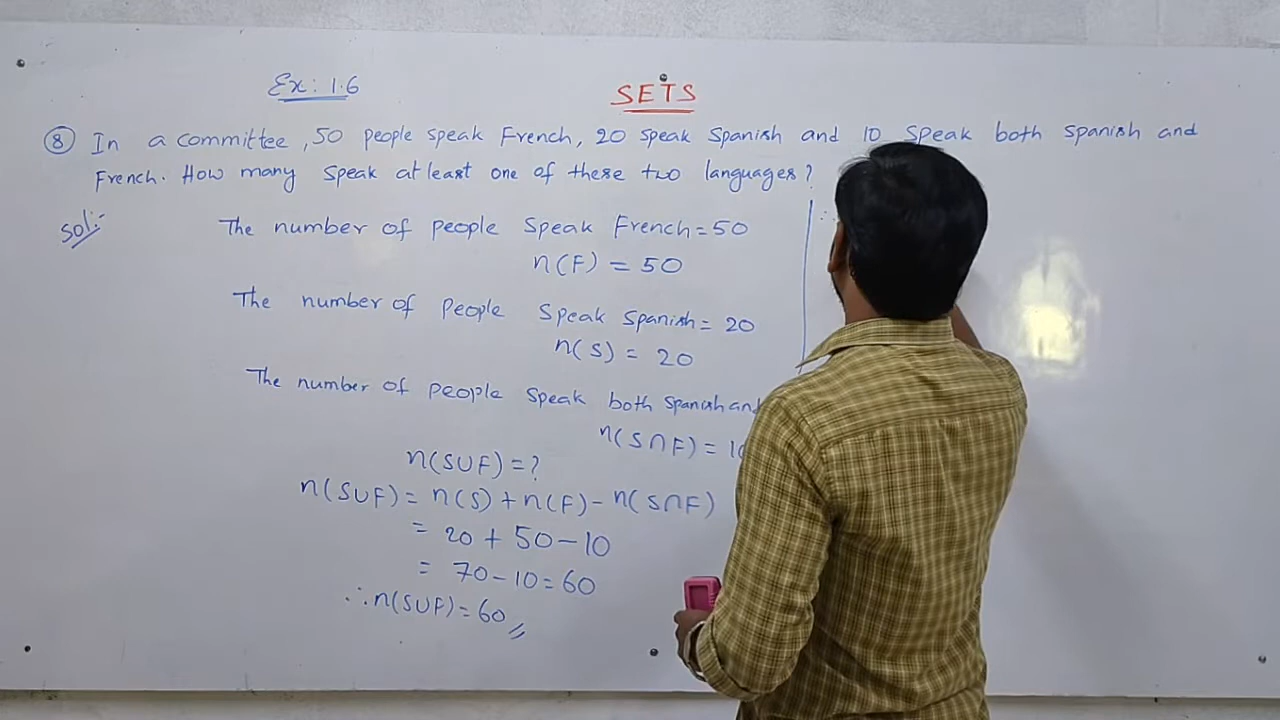 Ex: 1.6
SETS
8 In a committee, 50 people speak French, 20 speak Spanish and 10 speak both Spanish and
French. How many speak at least one of these two languages?
Sol:-
The number of people speak French = 50
n(F) = 50
The number of people speak Spanish = 20
n(S) = 20
The number of people speak both Spanish and
n(S∩F) = 10
n(S∪F) = ?
n(S∪F) = n(S) + n(F) - n(S∩F)
= 20 + 50 - 10
= 70 - 10 = 60
∴ n(S∪F) = 60